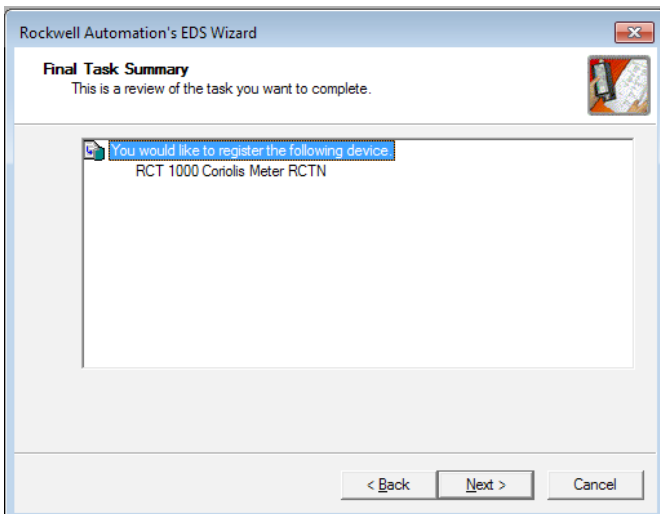 Rockwell Automation's EDS Wizard
Final Task Summary
This is a review of the task you want to complete.
You would like to register the following device.
RCT 1000 Coriolis Meter RCTN
< Back
Next >
Cancel